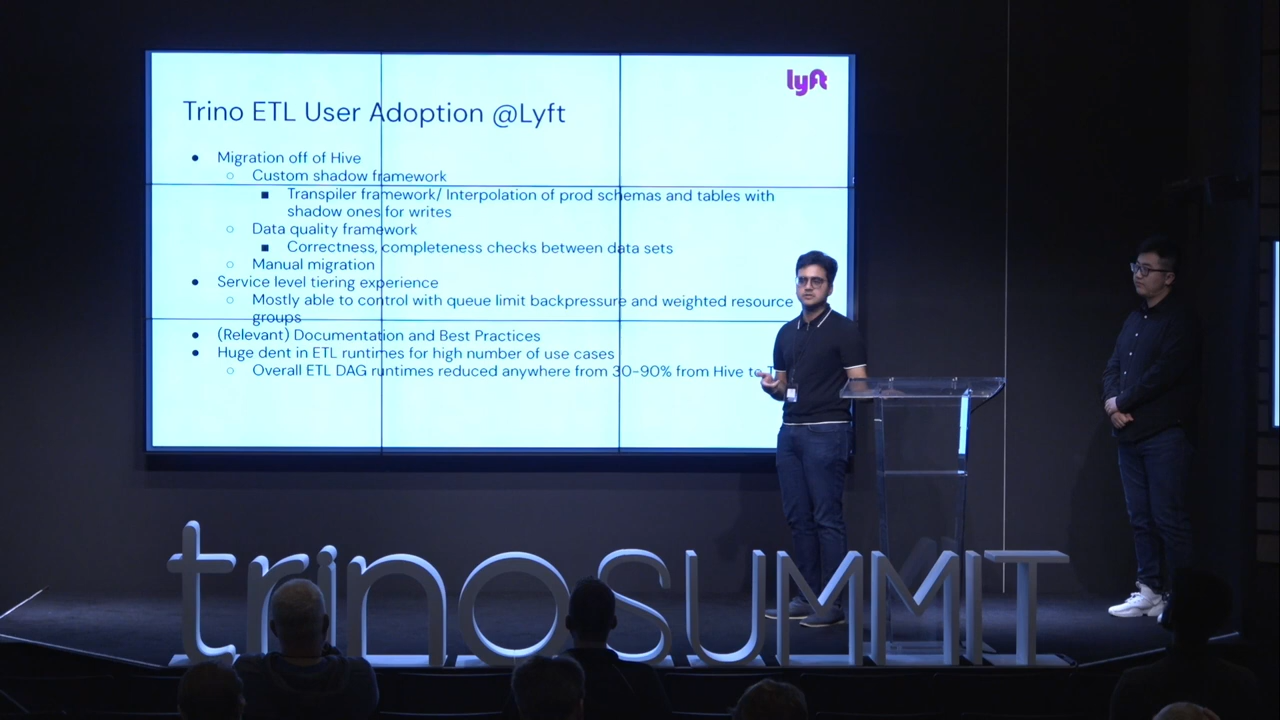 lyft
Trino ETL User Adoption @Lyft
● Migration off of Hive
○ Custom shadow framework
■ Transpiler framework/ Interpolation of prod schemas and tables with
shadow ones for writes
○ Data quality framework
■ Correctness, completeness checks between data sets
○ Manual migration
● Service level tiering experience
○ Mostly able to control with queue limit backpressure and weighted resource
groups
● (Relevant) Documentation and Best Practices
● Huge dent in ETL runtimes for high number of use cases
○ Overall ETL DAG runtimes reduced anywhere from 30-90% from Hive to
trinoSUMMIT